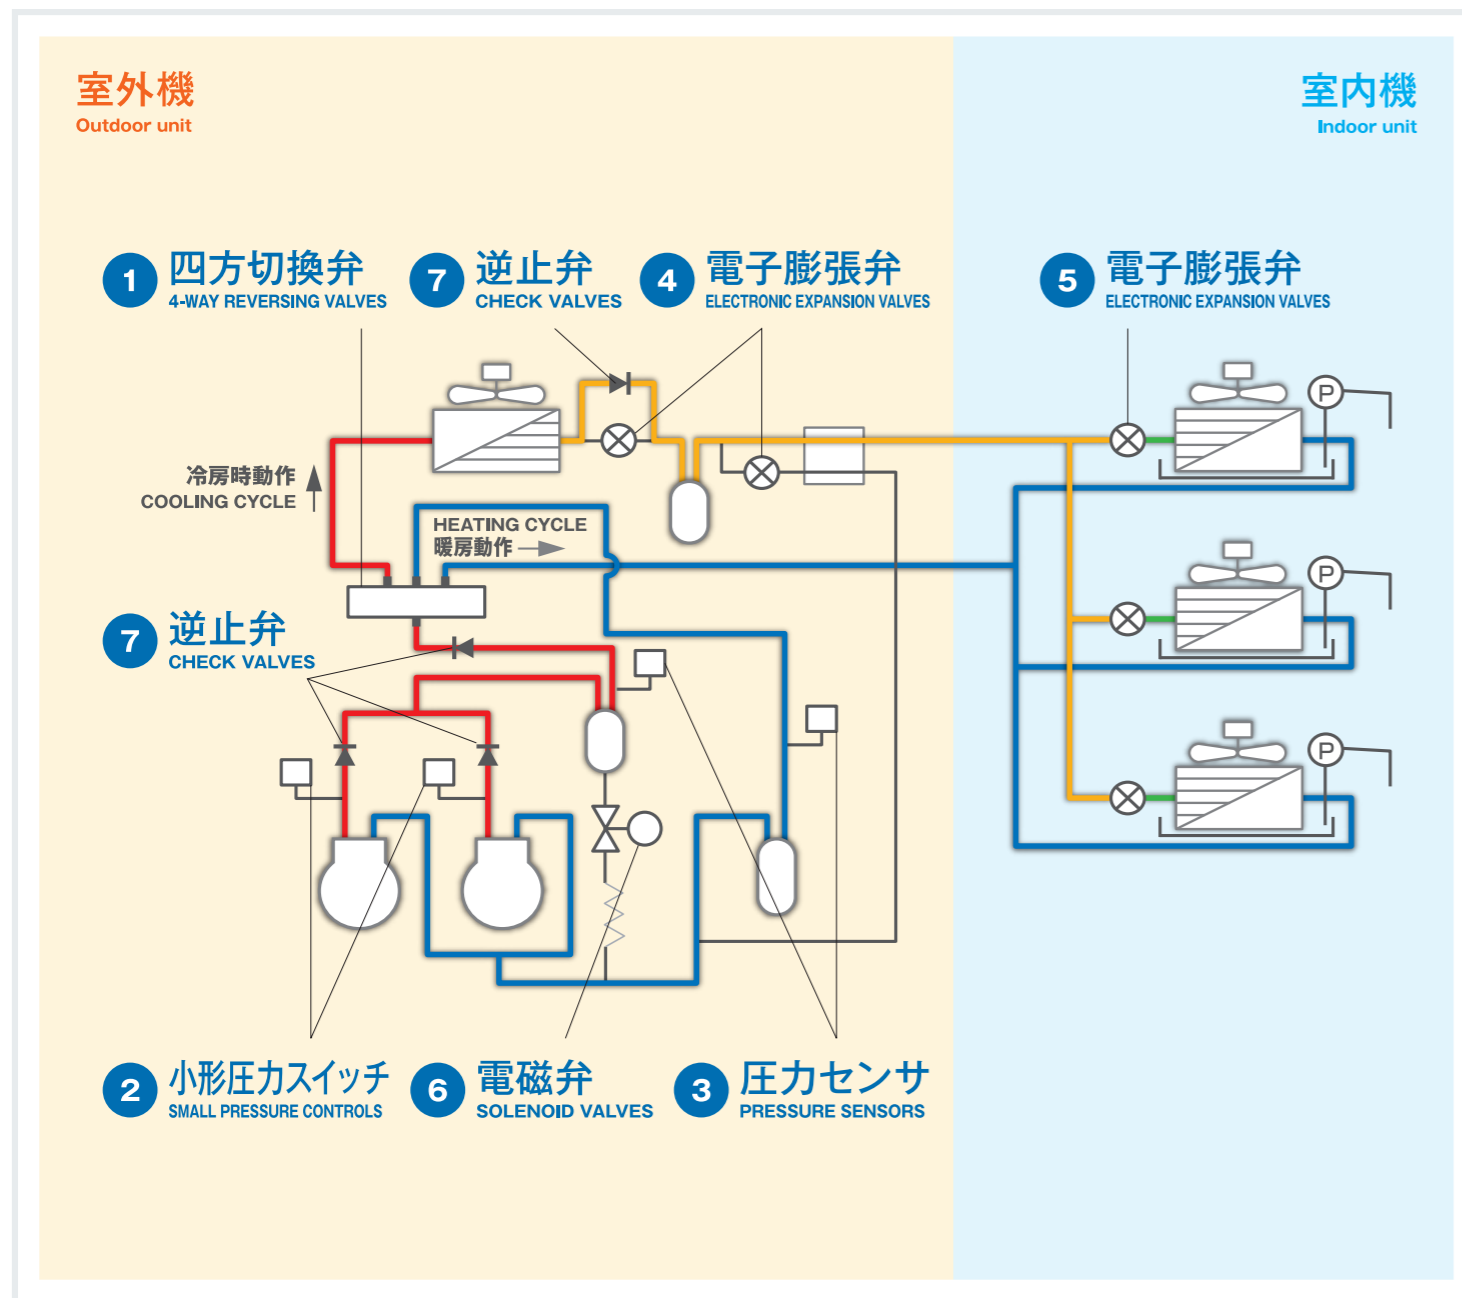 室外機
Outdoor unit
室内機
Indoor unit
1 四方切換弁
4-WAY REVERSING VALVES
7 逆止弁
CHECK VALVES
4 電子膨張弁
ELECTRONIC EXPANSION VALVES
5 電子膨張弁
ELECTRONIC EXPANSION VALVES
P
冷房時動作
COOLING CYCLE
HEATING CYCLE
暖房動作
P
7 逆止弁
CHECK VALVES
P
2 小形圧力スイッチ
SMALL PRESSURE CONTROLS
6 電磁弁
SOLENOID VALVES
3 圧力センサ
PRESSURE SENSORS